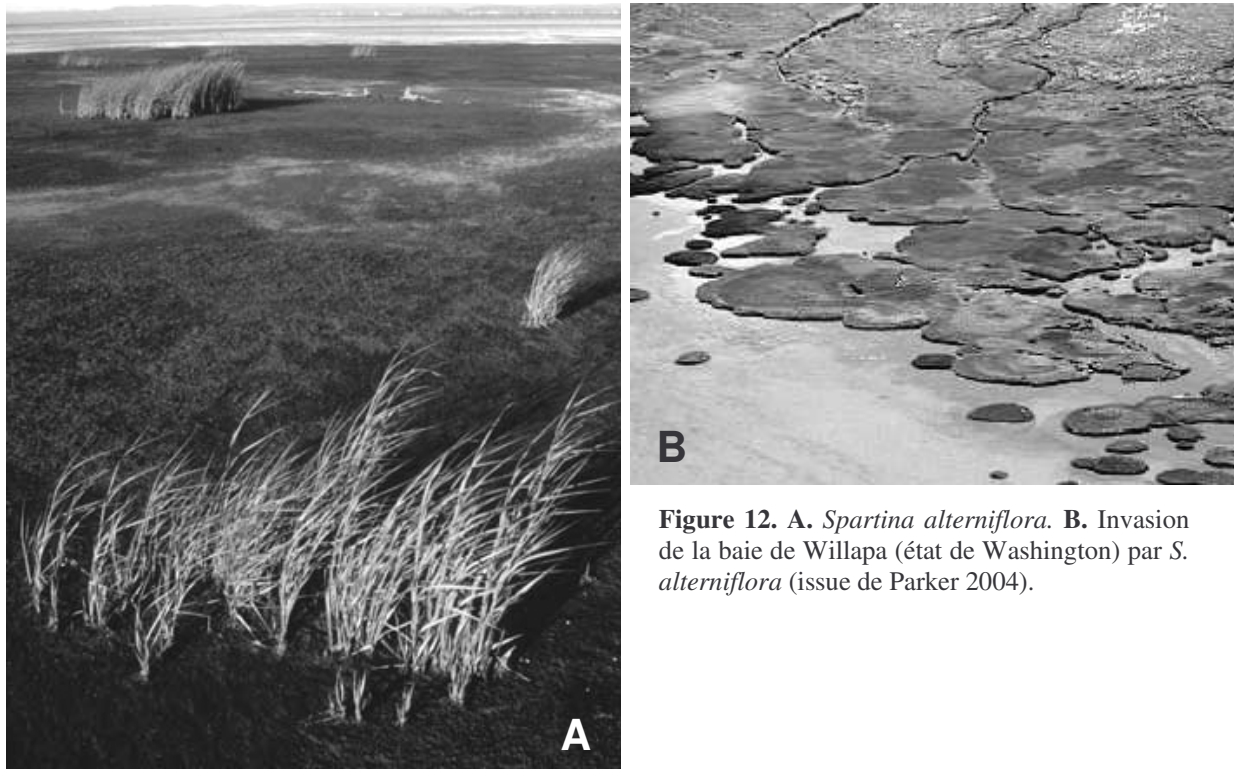 A
B
Figure 12. A. Spartina alterniflora. B. Invasion
de la baie de Willapa (état de Washington) par S.
alterniflora (issue de Parker 2004).